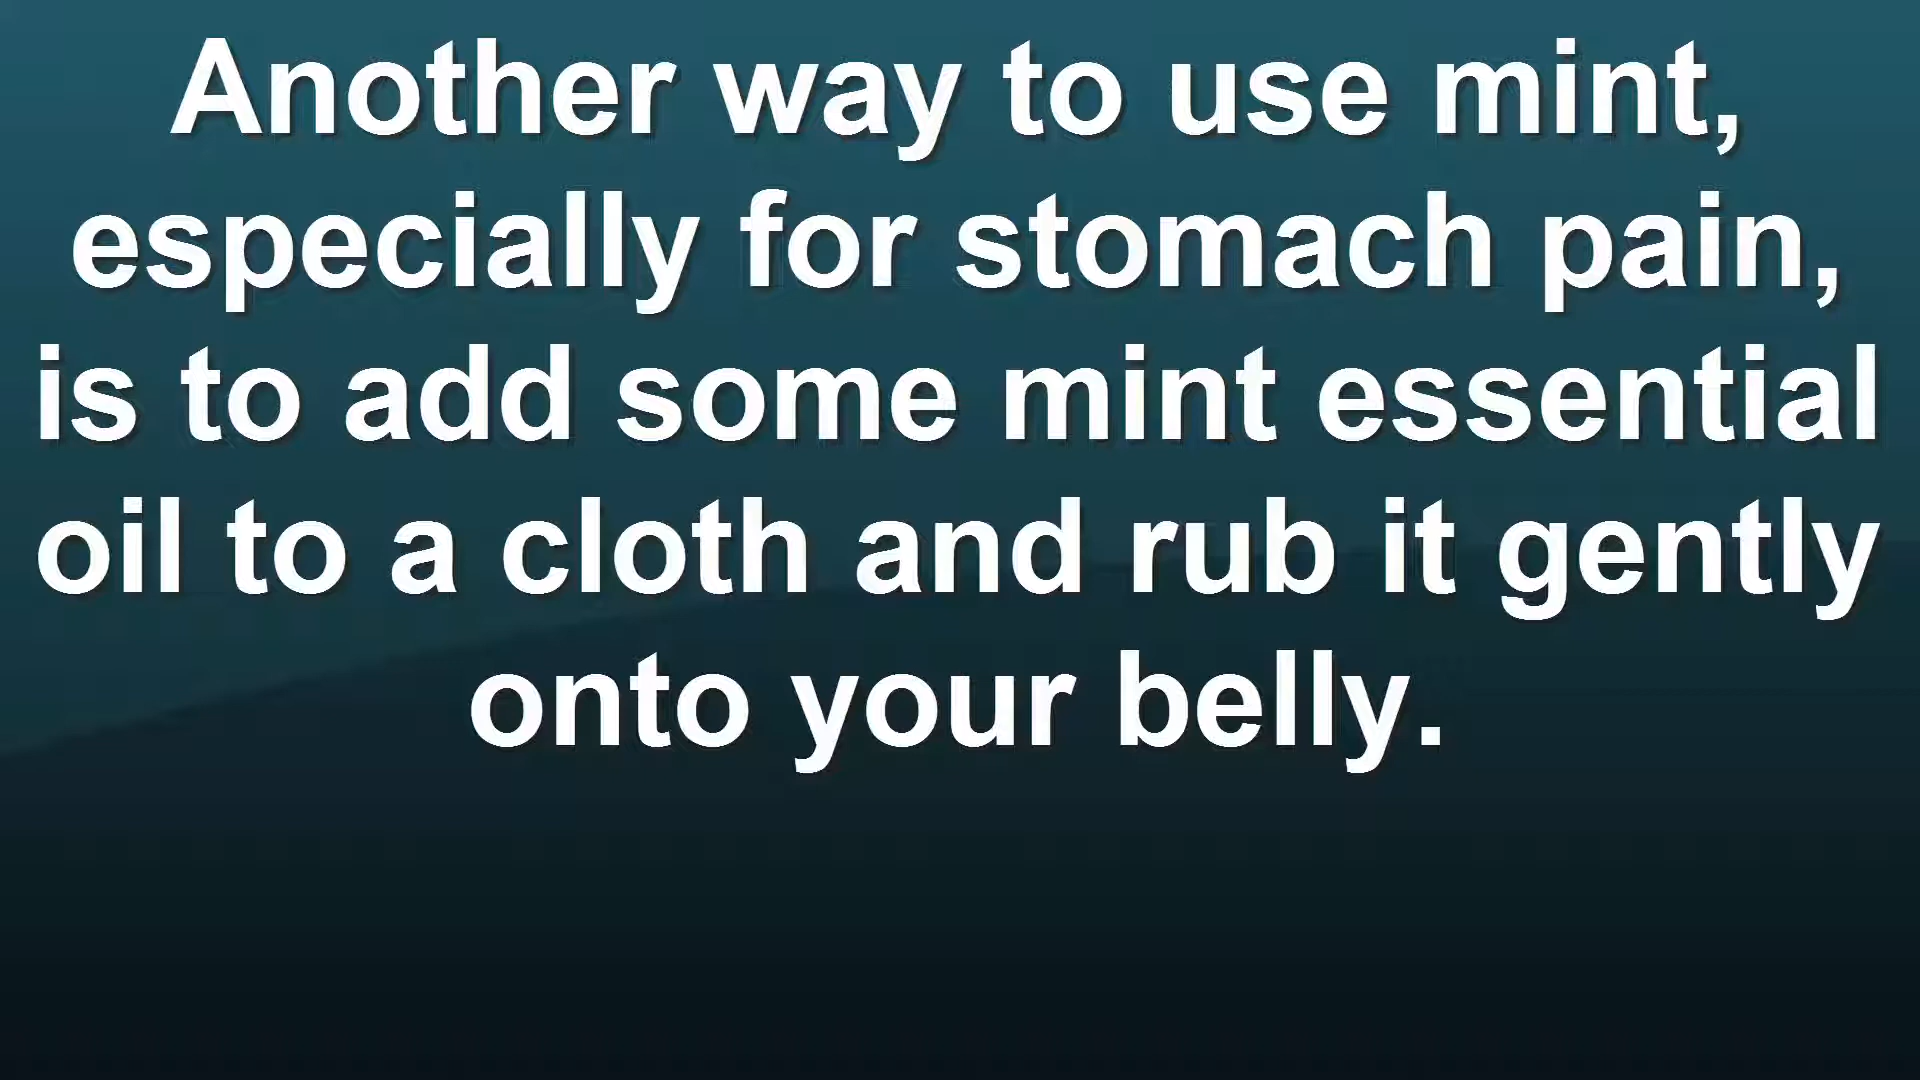 Another way to use mint,
especially for stomach pain,
is to add some mint essential
oil to a cloth and rub it gently
onto your belly.